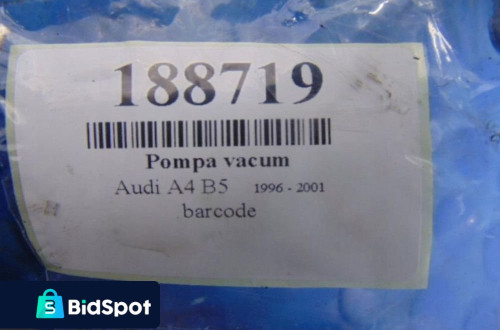 188719
Pompa vacum
Audi A4 B5 1996 - 2001
barcode
S BidSpot